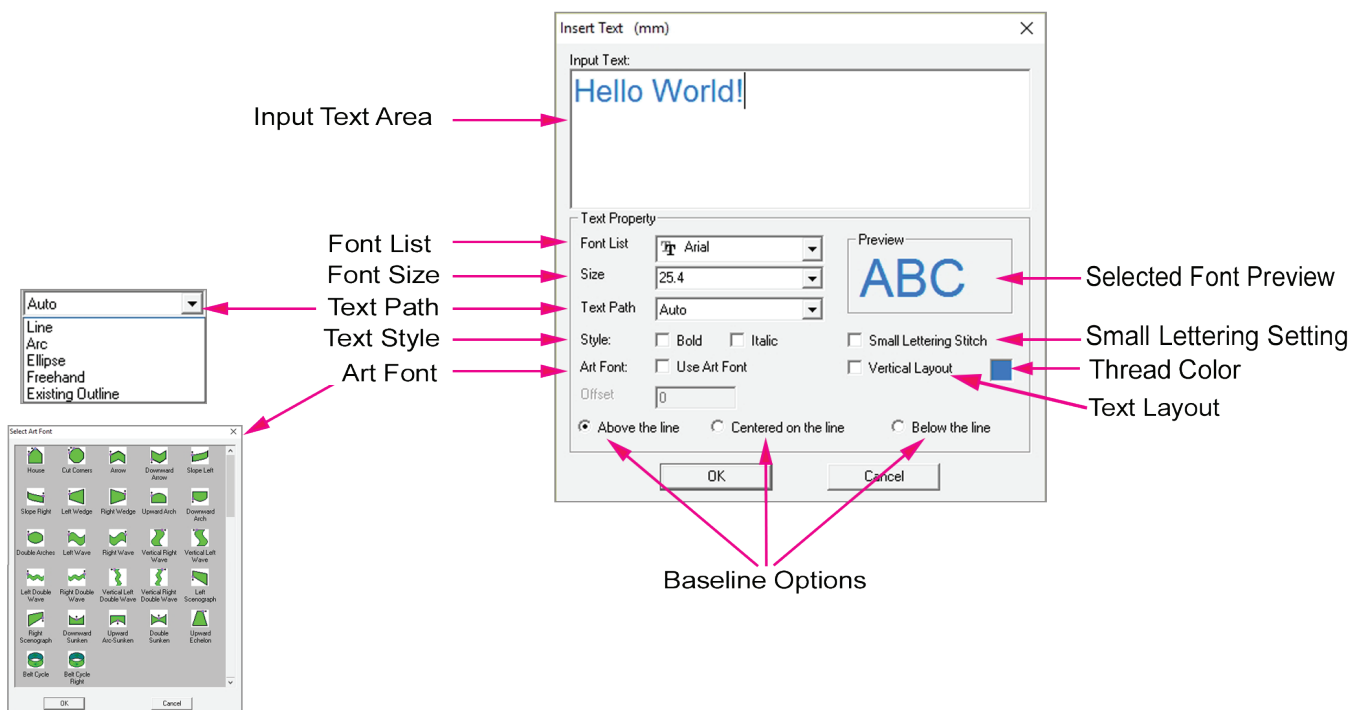 Insert Text (mm)
Input Text:
Hello World!
Input Text Area
Text Property
Font List
Font List
Arial
Preview
ABC
Selected Font Preview
Font Size
Size
25.4
Text Path
Text Path
Auto
Auto
Line
Arc
Ellipse
Freehand
Existing Outline
Text Style
Style:
Bold
Italic
Small Lettering Stitch
Small Lettering Setting
Art Font
Art Font:
Use Art Font
Vertical Layout
Thread Color
Text Layout
Offset
0
Above the line
Centered on the line
Below the line
OK
Cancel
Baseline Options
Select Art Font
House
Cut Corners
Arrow
Downward
Arrow
Slope Left
Slope Right
Left Wedge
Right Wedge
Upward Arch
Downward
Arch
Double Arches
Left Wave
Right Wave
Vertical Right
Wave
Vertical Left
Wave
Left Double
Wave
Right Double
Wave
Vertical Left
Double Wave
Vertical Right
Double Wave
Left
Scenograph
Right
Scenograph
Downward
Sunken
Upward
Arc-Sunken
Double
Sunken
Upward
Echelon
Belt Cycle
Belt Cycle
Right
OK
Cancel